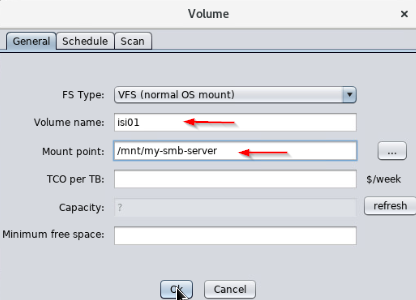 Volume
×
General Schedule Scan
FS Type: VFS (normal OS mount)
Volume name: isi01
Mount point: /mnt/my-smb-server ...
TCO per TB: $/week
Capacity: ? refresh
Minimum free space:
Ok Cancel